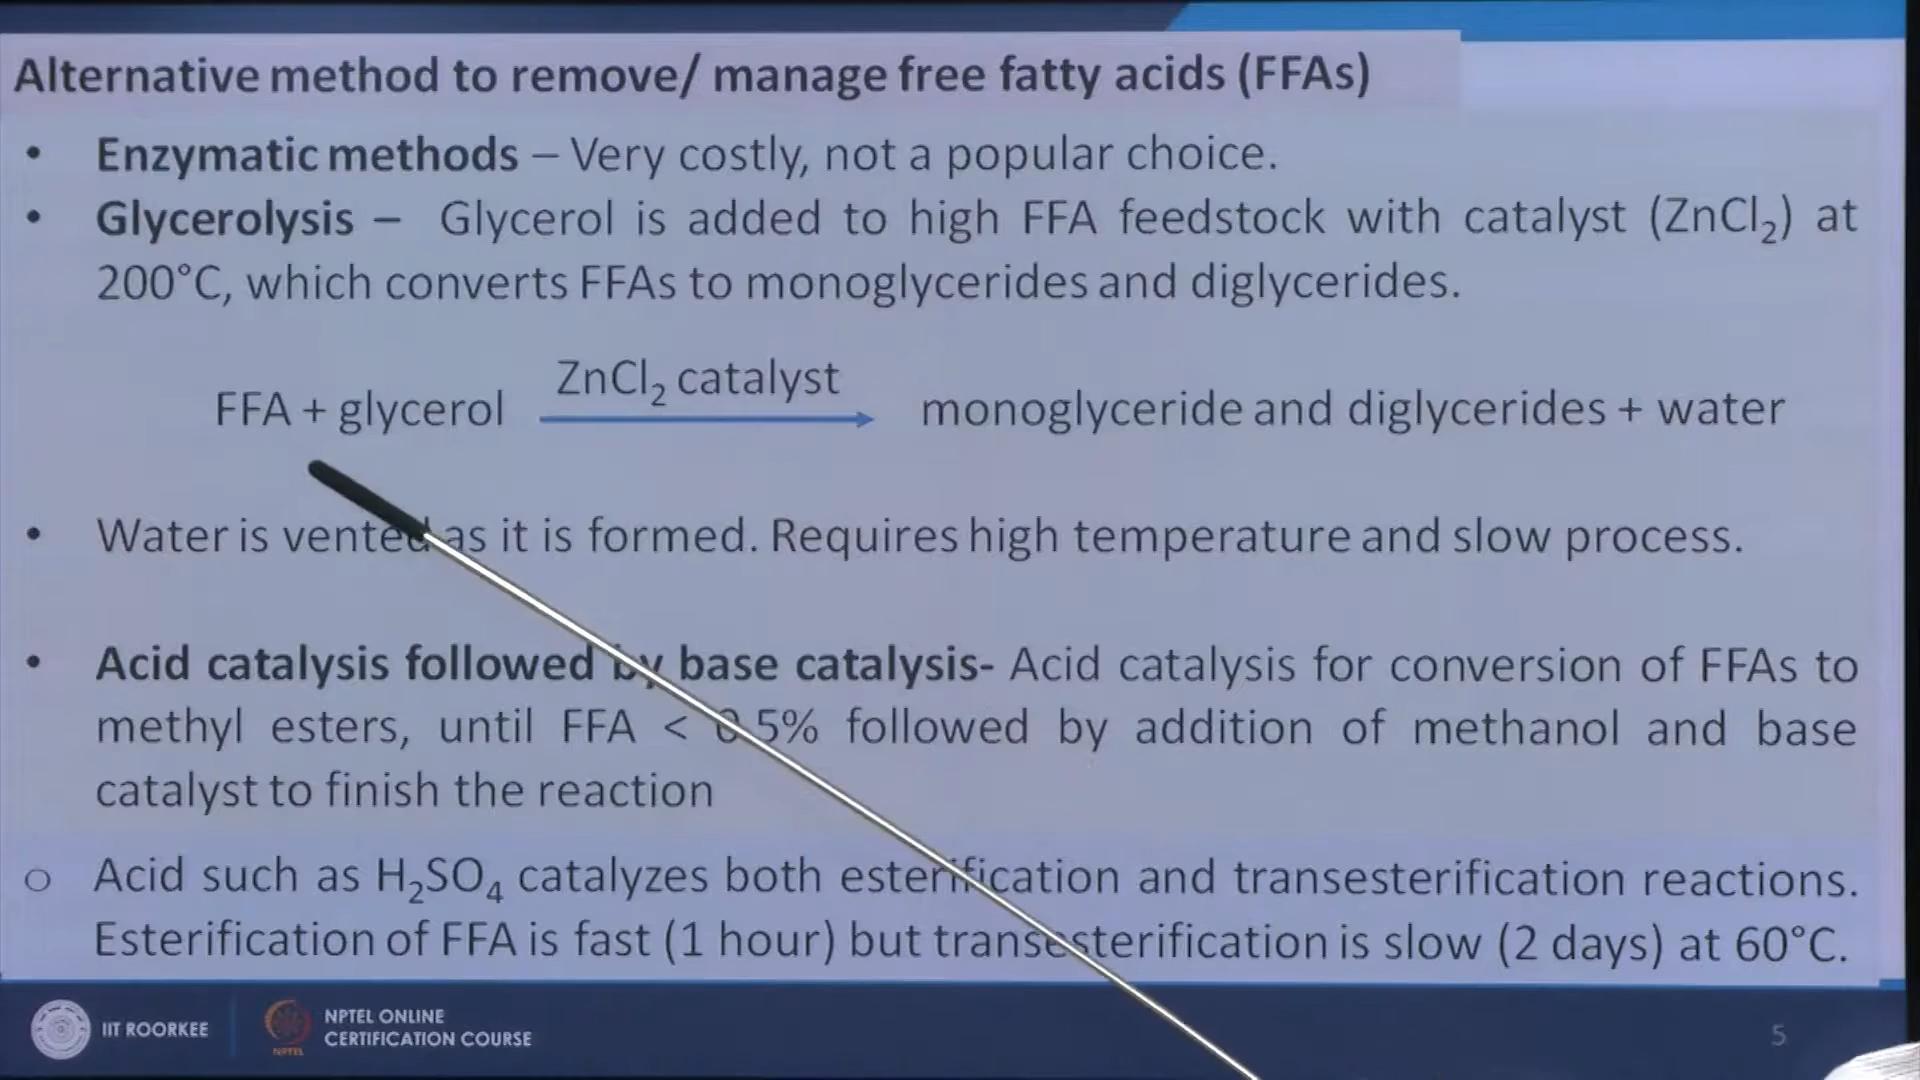 Alternative method to remove/ manage free fatty acids (FFAs)
• Enzymatic methods – Very costly, not a popular choice.
• Glycerolysis – Glycerol is added to high FFA feedstock with catalyst (ZnCl₂) at
200°C, which converts FFAs to monoglycerides and diglycerides.
ZnCl₂ catalyst
FFA + glycerol monoglyceride and diglycerides + water
• Water is vented as it is formed. Requires high temperature and slow process.
• Acid catalysis followed by base catalysis- Acid catalysis for conversion of FFAs to
methyl esters, until FFA < 0.5% followed by addition of methanol and base
catalyst to finish the reaction
o Acid such as H₂SO₄ catalyzes both esterification and transesterification reactions.
Esterification of FFA is fast (1 hour) but transesterification is slow (2 days) at 60°C.
IIT ROORKEE
NPTEL ONLINE
CERTIFICATION COURSE
NPTEL
5